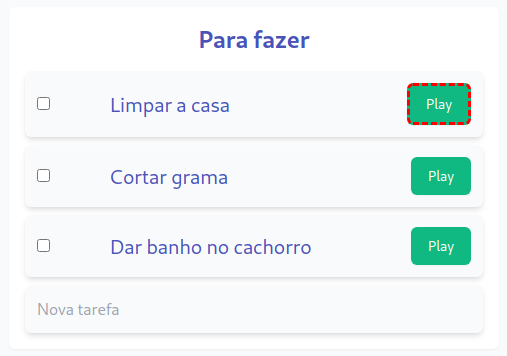 Para fazer
Limpar a casa
Play
Cortar grama
Play
Dar banho no cachorro
Play
Nova tarefa